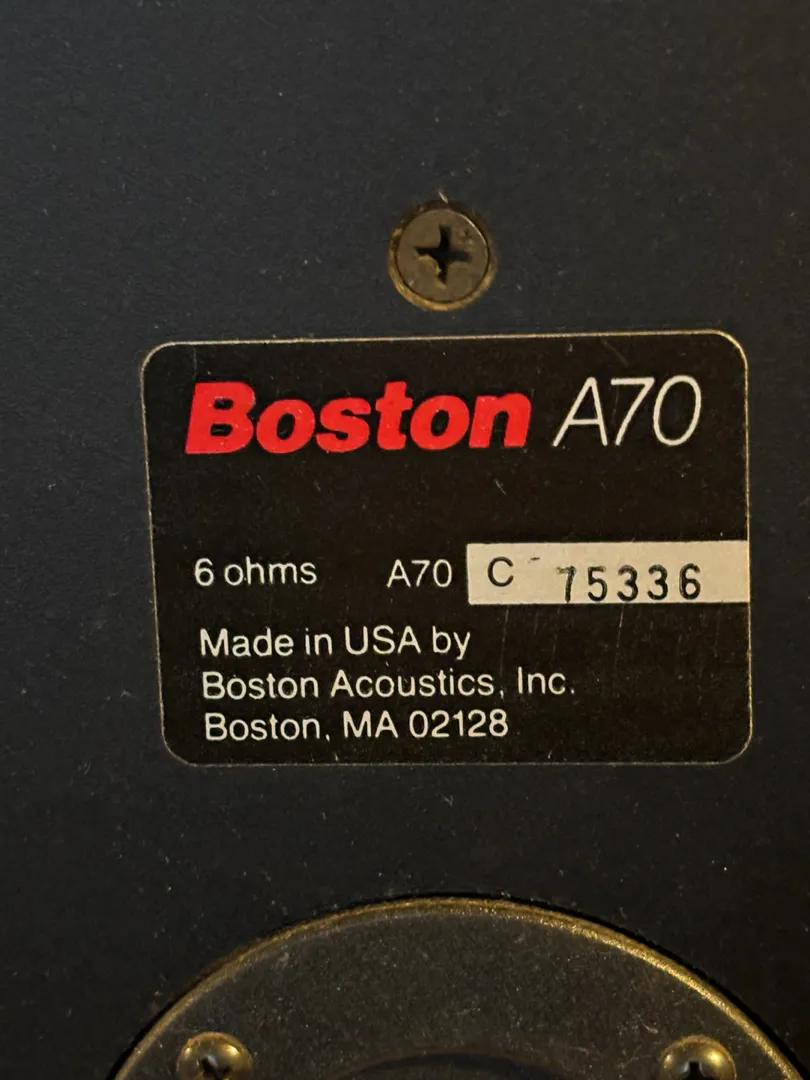 Boston A70
6 ohms A70 C - 75336
Made in USA by
Boston Acoustics, Inc.
Boston, MA 02128